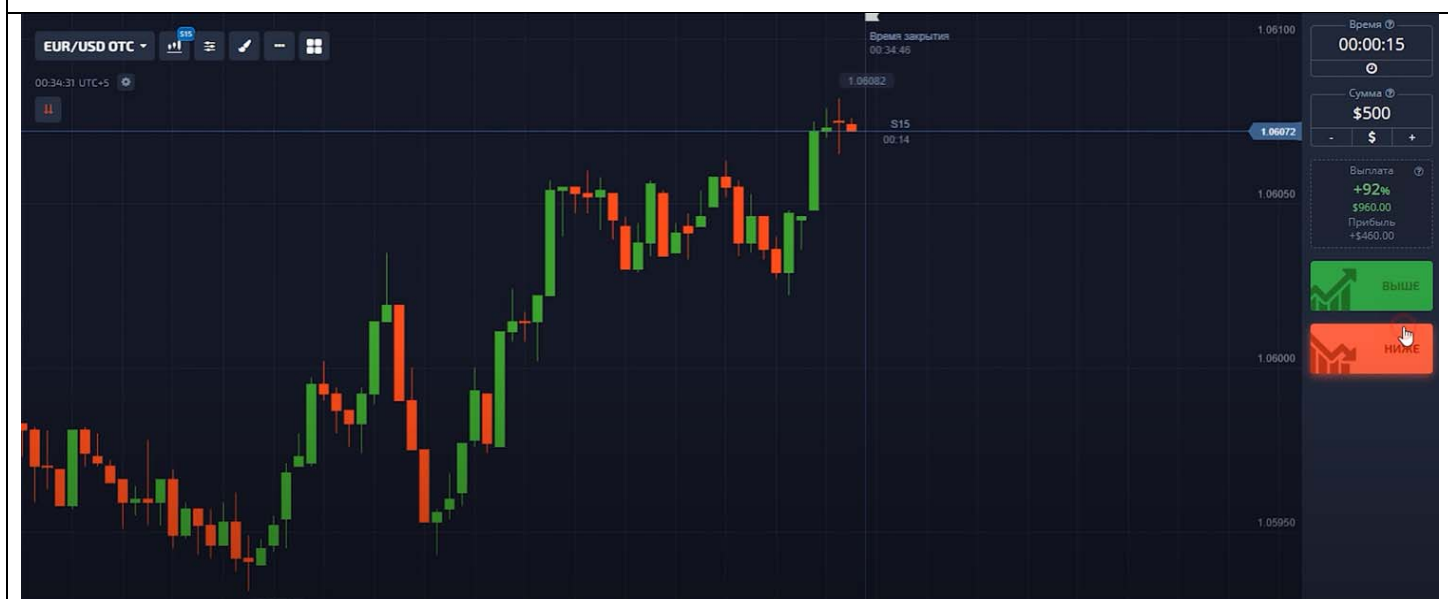 EUR/USD OTC
S15
00:34:31 UTC+5
Время закрытия
00:34:46
1.06082
S15
00:14
1.06100
1.06072
1.06050
1.06000
1.05950
Время
00:00:15
Сумма
$500
- $ +
Выплата
+92%
$960.00
Прибыль
+$460.00
ВЫШЕ
НИЖЕ